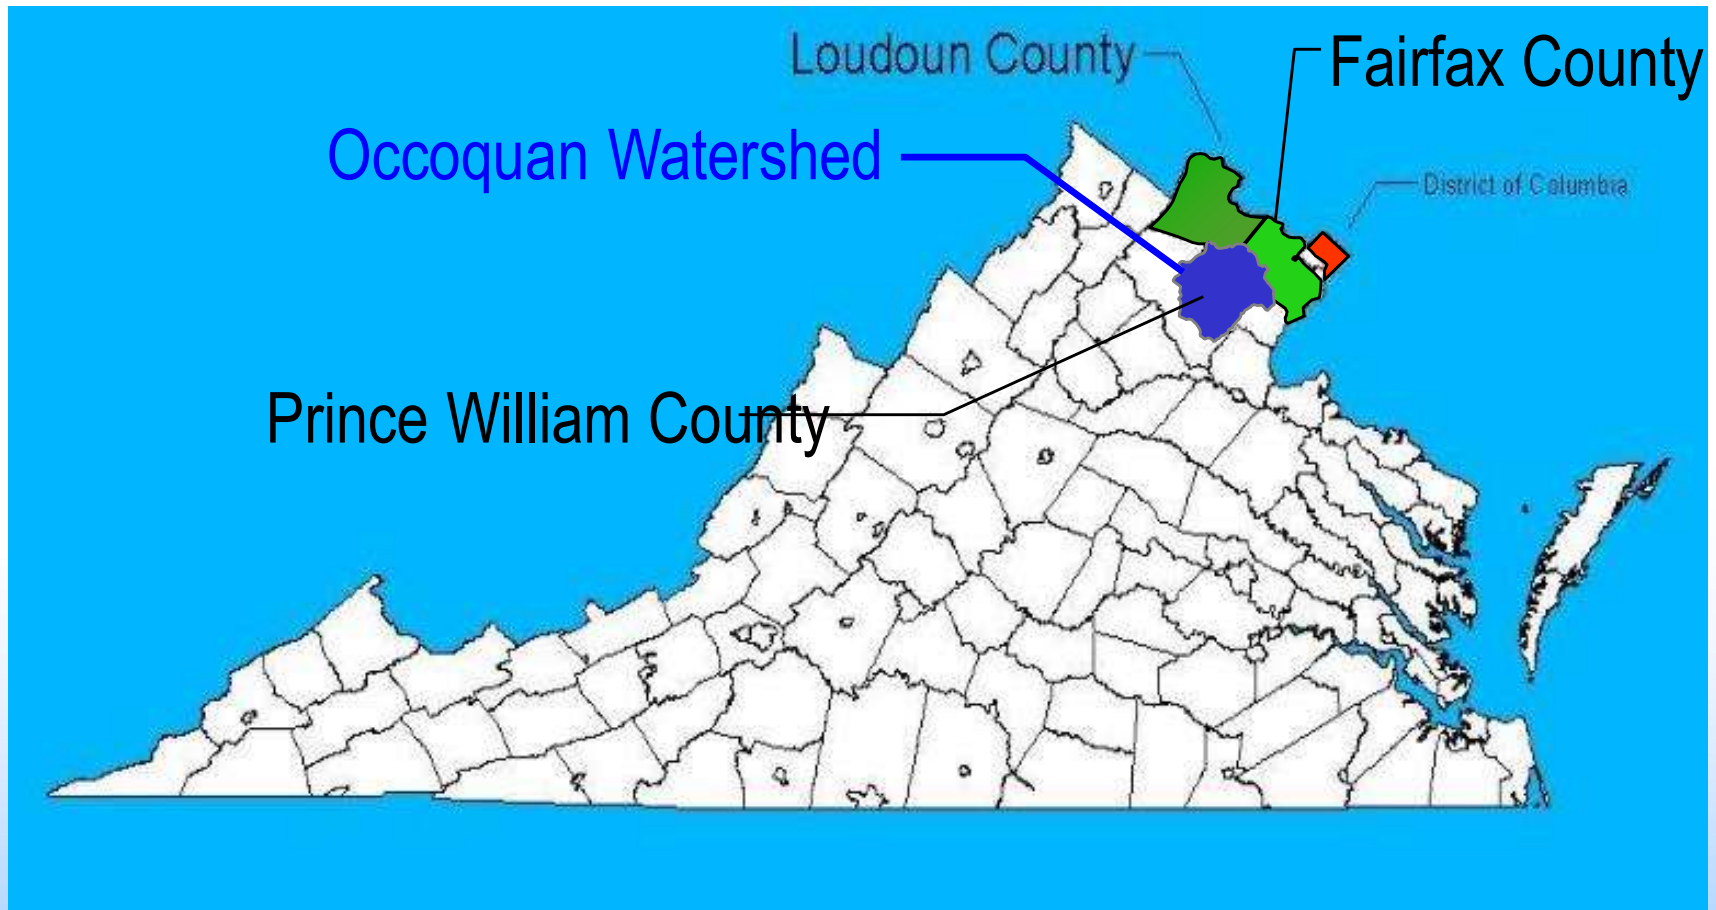 Loudoun County
Fairfax County
Occoquan Watershed
District of Columbia
Prince William County